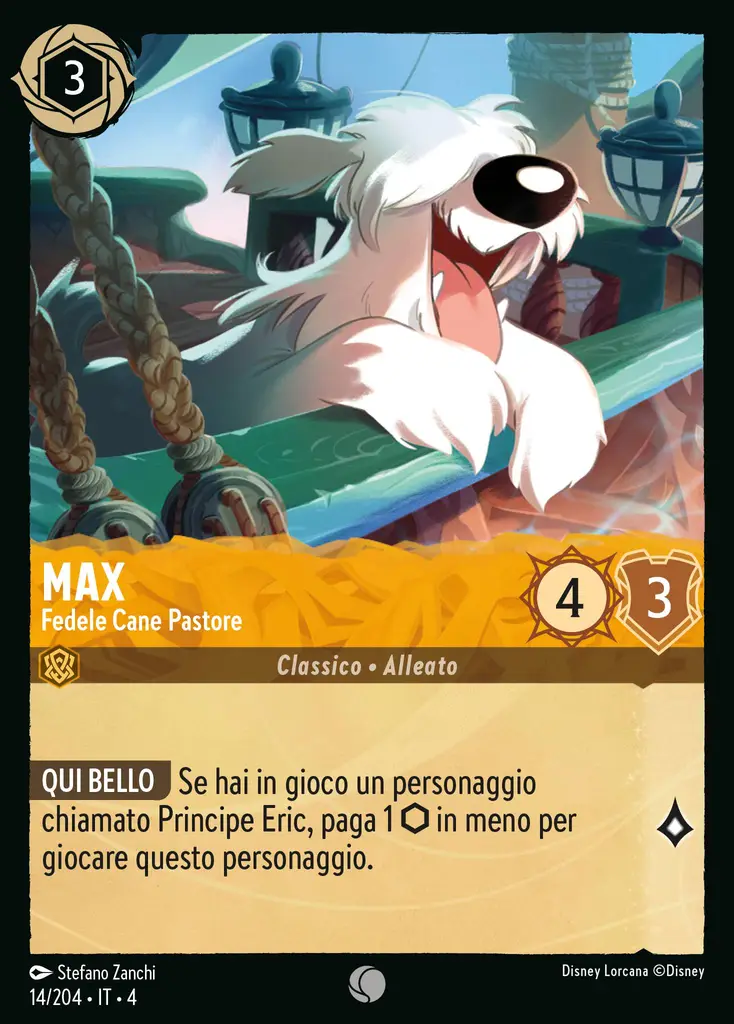 3
MAX
Fedele Cane Pastore
4
3
Classico • Alleato
QUI BELLO Se hai in gioco un personaggio
chiamato Principe Eric, paga 1 ⬡ in meno per
giocare questo personaggio.
Stefano Zanchi
Disney Lorcana ©Disney
14/204 • IT • 4